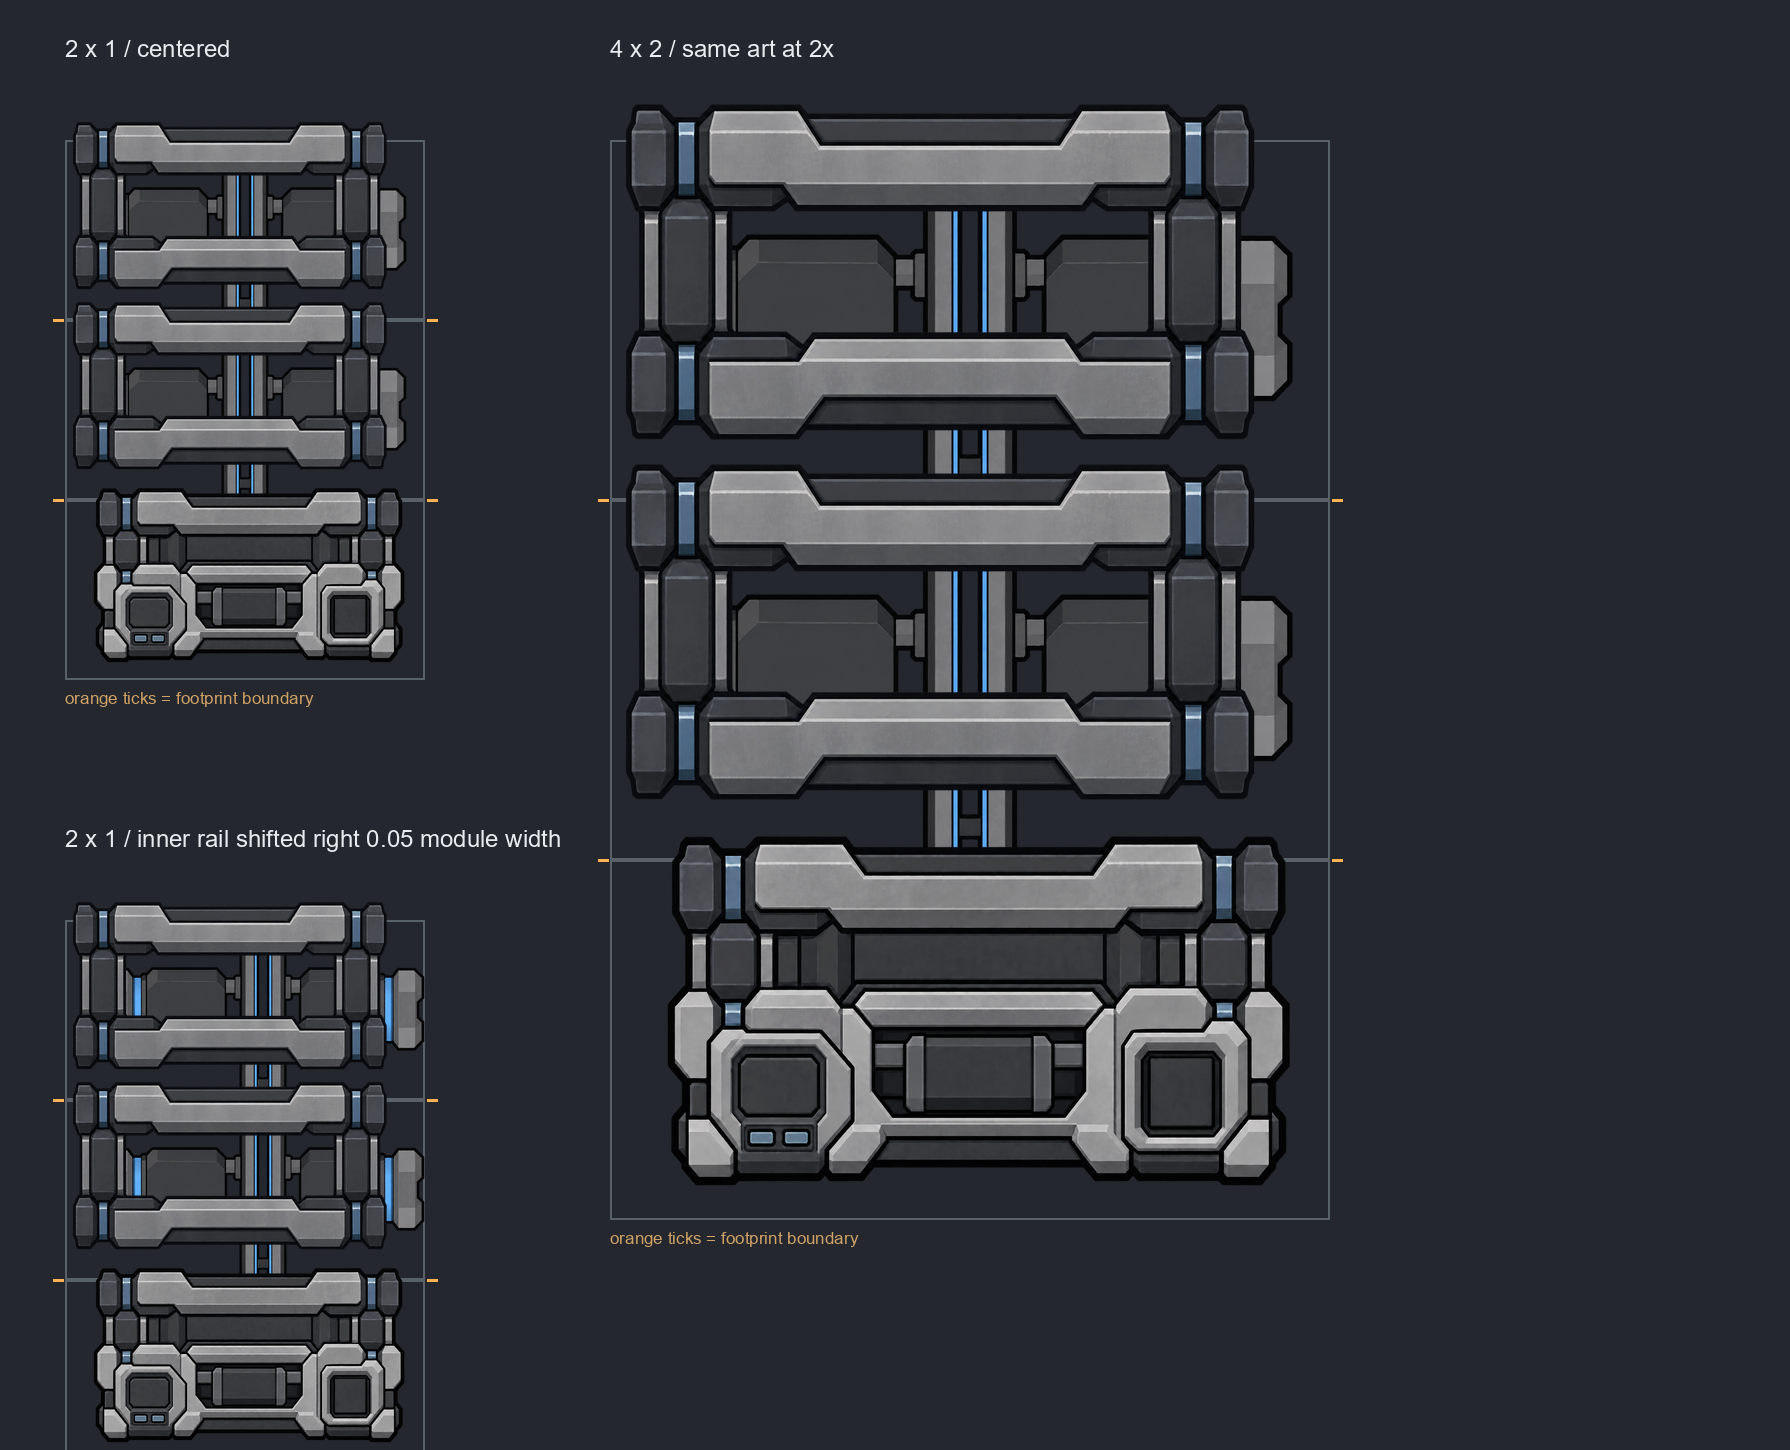 2 x 1 / centered
4 x 2 / same art at 2x
orange ticks = footprint boundary
2 x 1 / inner rail shifted right 0.05 module width
orange ticks = footprint boundary